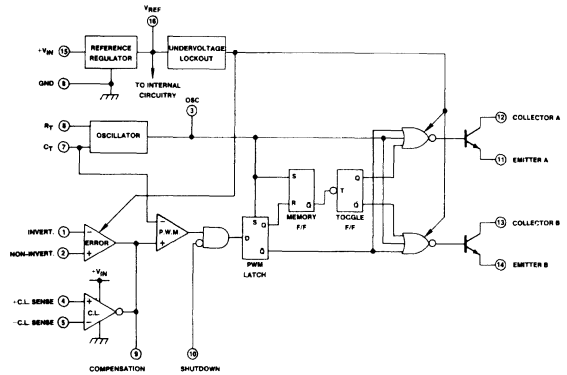 VREF
16
+VIN 15
REFERENCE
REGULATOR
UNDERVOLTAGE
LOCKOUT
GND 8
TO INTERNAL
CIRCUITRY
OSC
3
RT 6
CT 7
OSCILLATOR
12 COLLECTOR A
11 EMITTER A
S
R
Q̅
MEMORY
F/F
T
Q
Q̅
TOCGLE
F/F
INVERT. 1
NON-INVERT. 2
−
+
ERROR
−
+
P.W.M
S
D
Q
Q̅
PWM
LATCH
13 COLLECTOR B
14 EMITTER B
+VIN
+C.L. SENSE 4
−C.L. SENSE 5
+
−
C.L.
9
COMPENSATION
10
SHUTDOWN